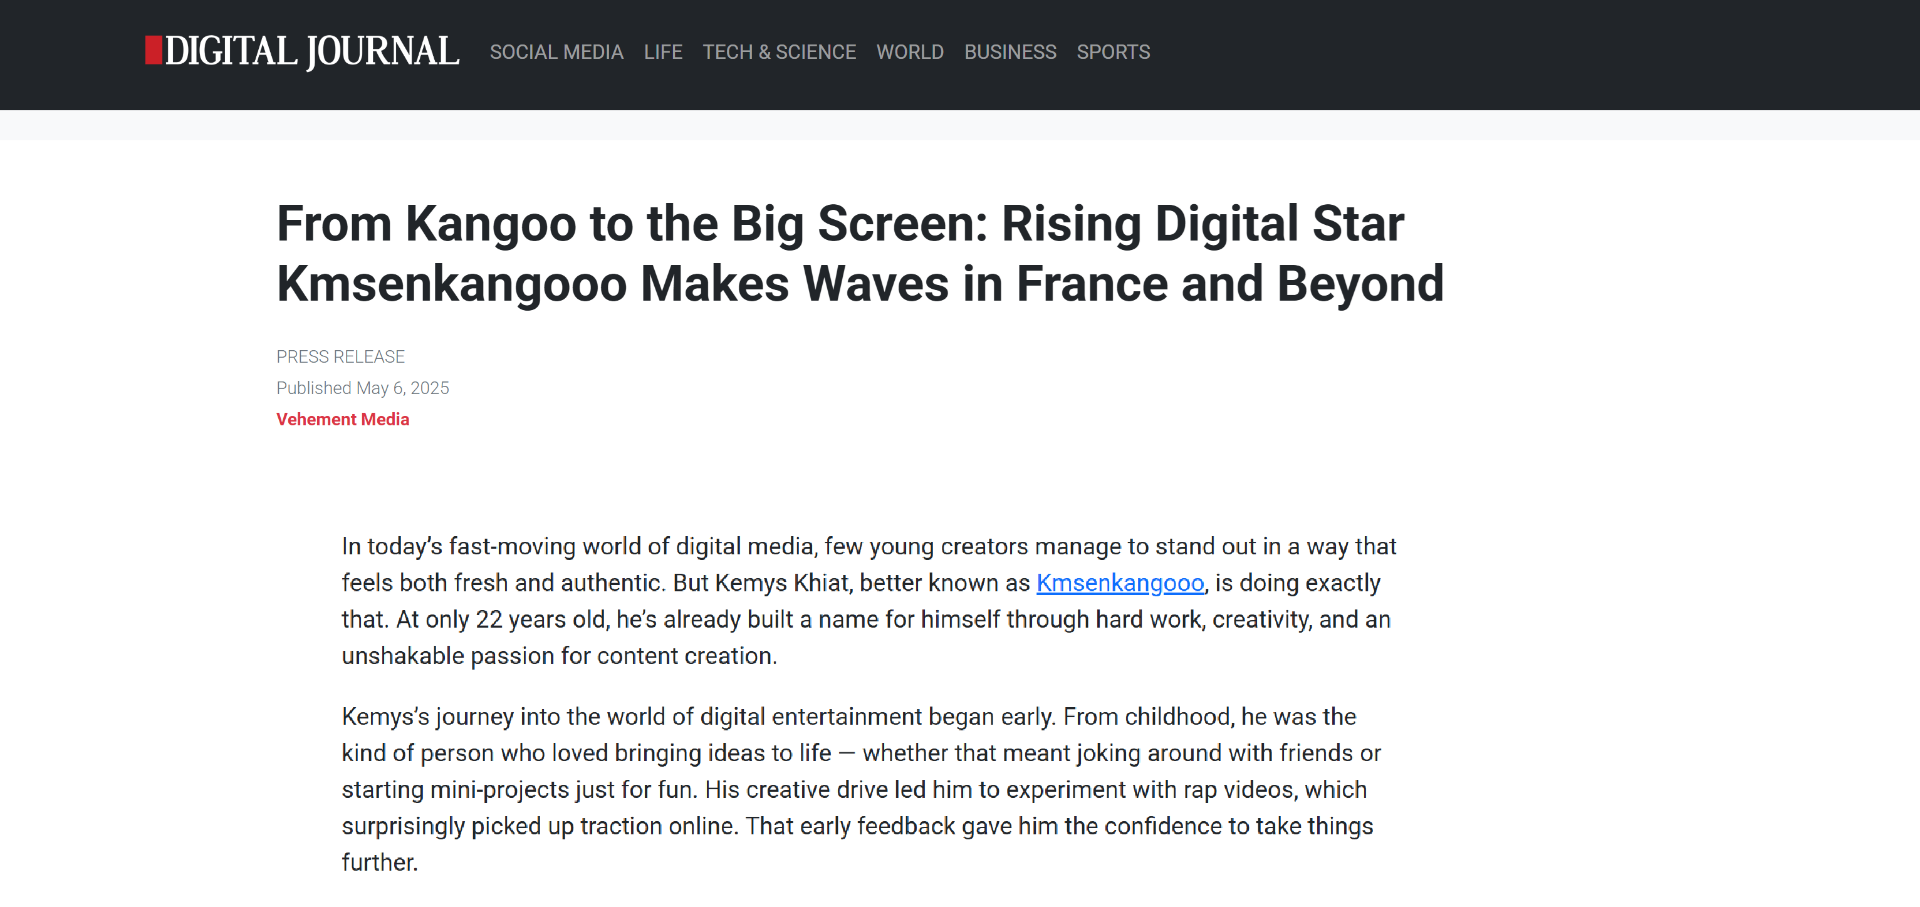 DIGITAL JOURNAL
SOCIAL MEDIA LIFE TECH & SCIENCE WORLD BUSINESS SPORTS
From Kangoo to the Big Screen: Rising Digital Star
Kmsenkangooo Makes Waves in France and Beyond
PRESS RELEASE
Published May 6, 2025
Vehement Media
In today’s fast-moving world of digital media, few young creators manage to stand out in a way that
feels both fresh and authentic. But Kemys Khiat, better known as Kmsenkangooo, is doing exactly
that. At only 22 years old, he’s already built a name for himself through hard work, creativity, and an
unshakable passion for content creation.
Kemys’s journey into the world of digital entertainment began early. From childhood, he was the
kind of person who loved bringing ideas to life — whether that meant joking around with friends or
starting mini-projects just for fun. His creative drive led him to experiment with rap videos, which
surprisingly picked up traction online. That early feedback gave him the confidence to take things
further.